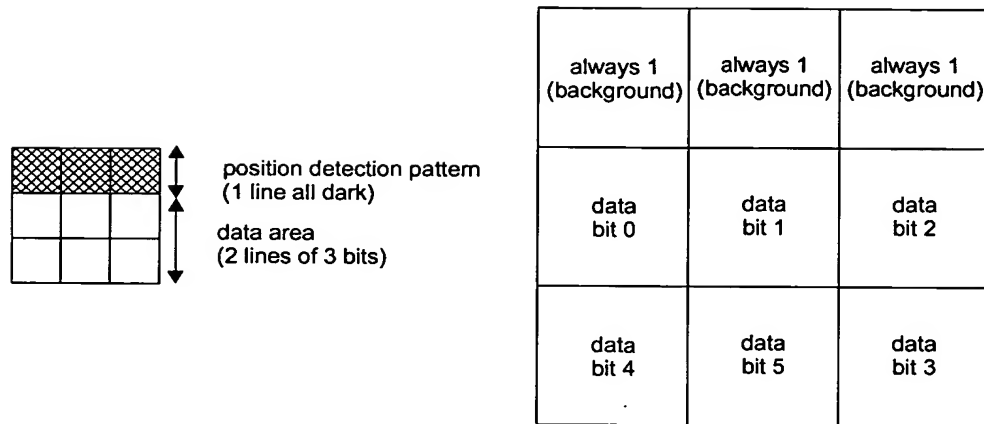 position detection pattern
(1 line all dark)
data area
(2 lines of 3 bits)
always 1
(background)
always 1
(background)
always 1
(background)
data
bit 0
data
bit 1
data
bit 2
data
bit 4
data
bit 5
data
bit 3